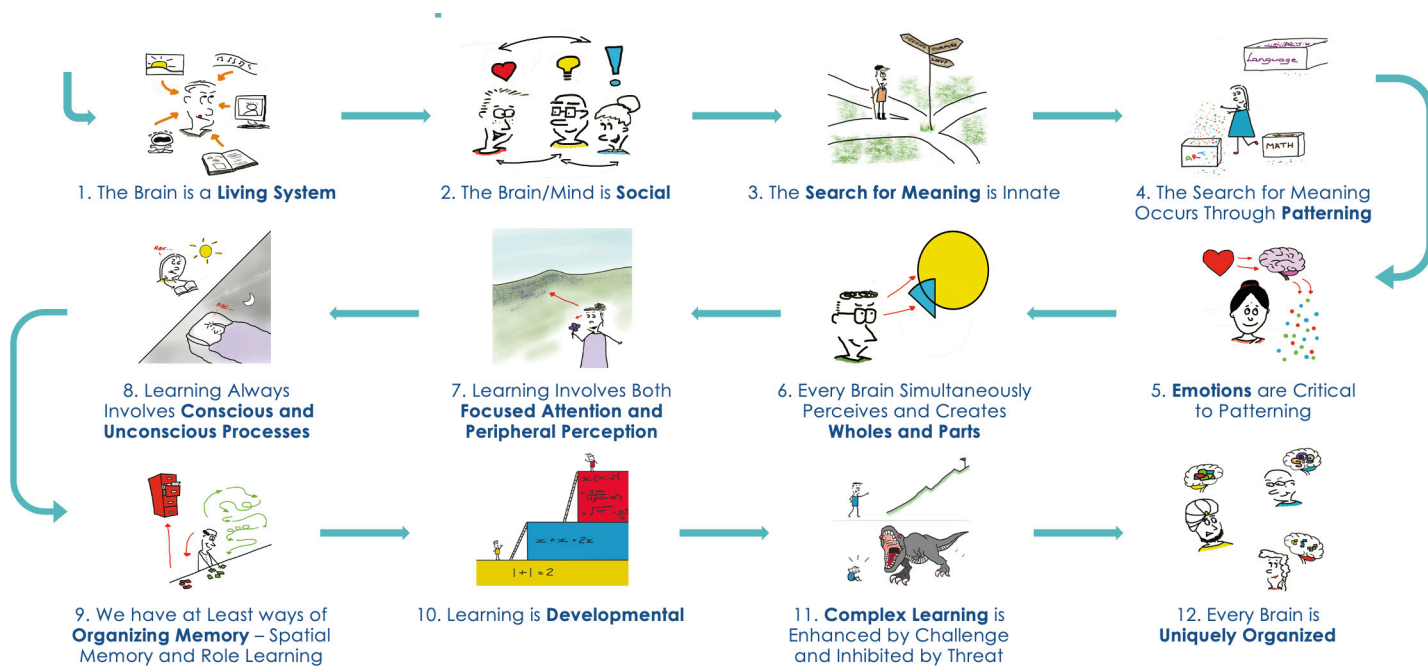 Language
ART
MATH
1. The Brain is a Living System
2. The Brain/Mind is Social
3. The Search for Meaning is Innate
4. The Search for Meaning
Occurs Through Patterning
ABC...
ABC...
8. Learning Always
Involves Conscious and
Unconscious Processes
7. Learning Involves Both
Focused Attention and
Peripheral Perception
6. Every Brain Simultaneously
Perceives and Creates
Wholes and Parts
5. Emotions are Critical
to Patterning
x + x = 2x
1+1=2
9. We have at Least ways of
Organizing Memory – Spatial
Memory and Role Learning
10. Learning is Developmental
11. Complex Learning is
Enhanced by Challenge
and Inhibited by Threat
12. Every Brain is
Uniquely Organized